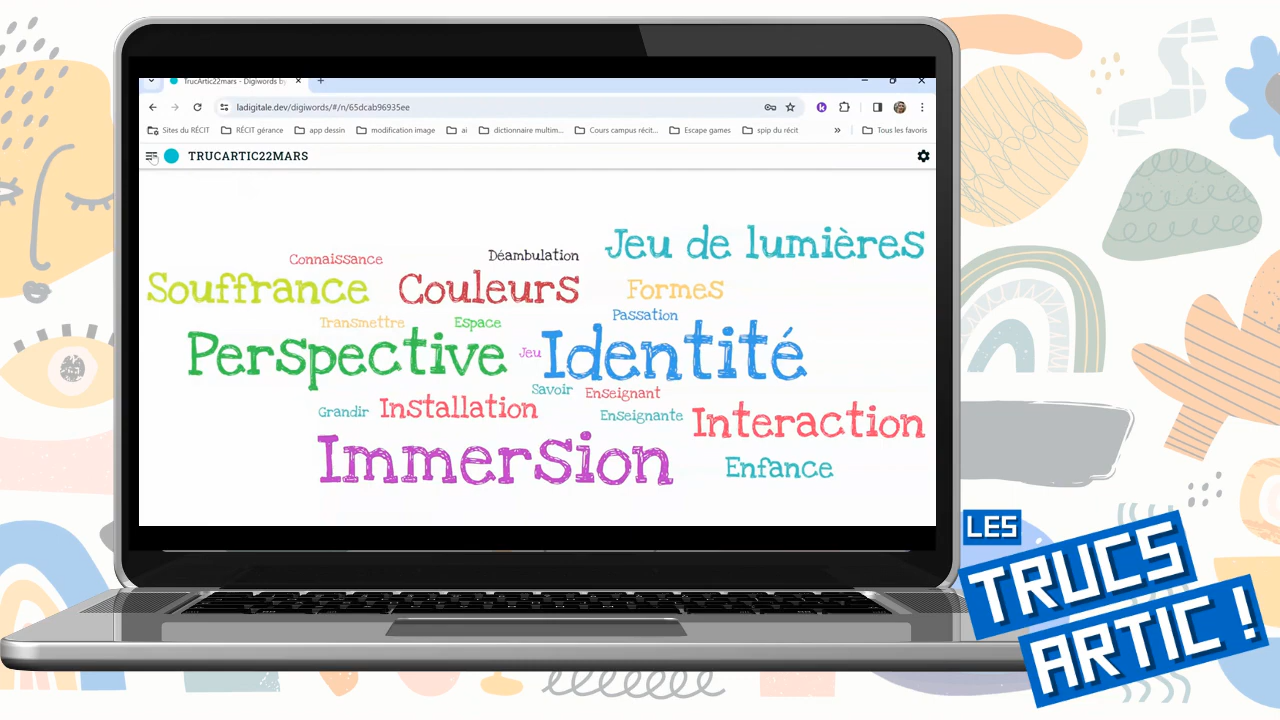 TrucArtic22mars - Digiwords by
ladigitale.dev/digiwords/#/n/65dcab96935ee
Sites du RÉCIT RÉCIT gérance app dessin modification image ai dictionnaire multim... Cours campus récit... Escape games spip du récit » Tous les favoris
TRUCARTIC22MARS
Jeu de lumières
Connaissance Déambulation
Souffrance Couleurs Formes
Transmettre Espace Passation
Perspective Jeu Identité
Savoir Enseignant
Grandir Installation Enseignante Interaction
Immersion Enfance
LES
TRUCS
ARTIC !